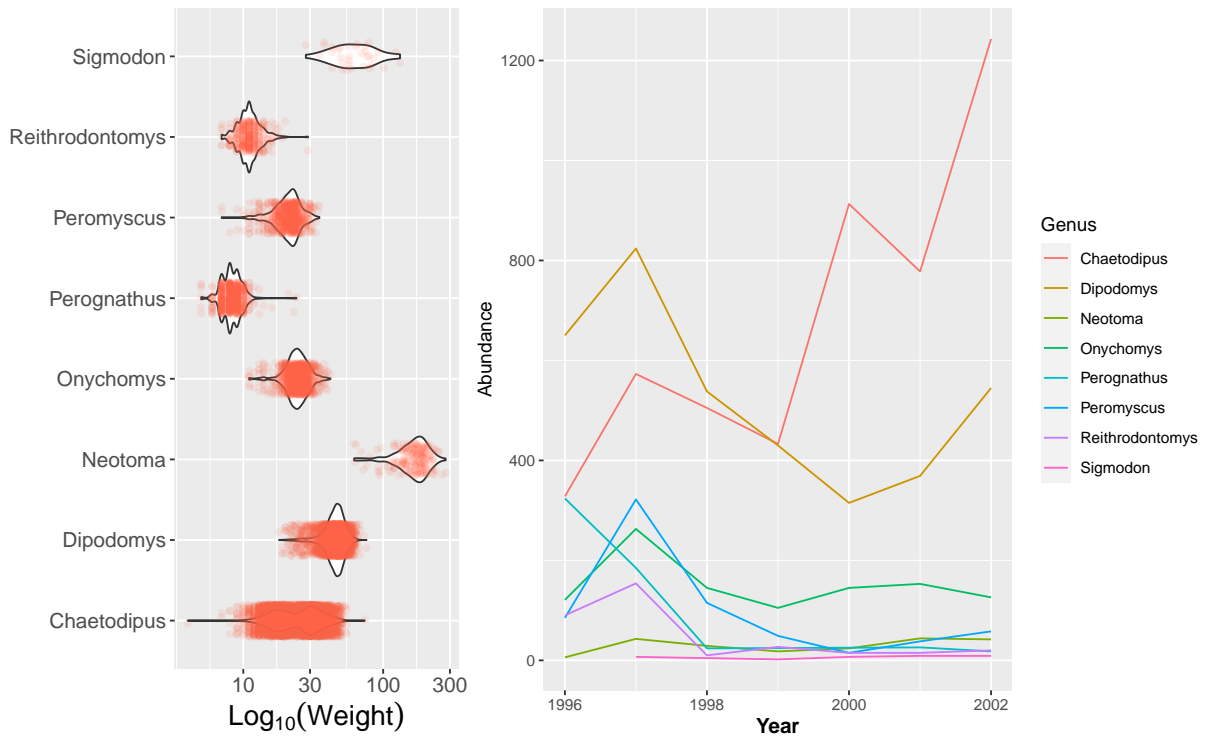 Sigmodon
Reithrodontomys
Peromyscus
Perognathus
Onychomys
Neotoma
Dipodomys
Chaetodipus
10 30 100 300
Log₁₀(Weight)
Abundance
1200
800
400
0
1996 1998 2000 2002
Year
Genus
Chaetodipus
Dipodomys
Neotoma
Onychomys
Perognathus
Peromyscus
Reithrodontomys
Sigmodon